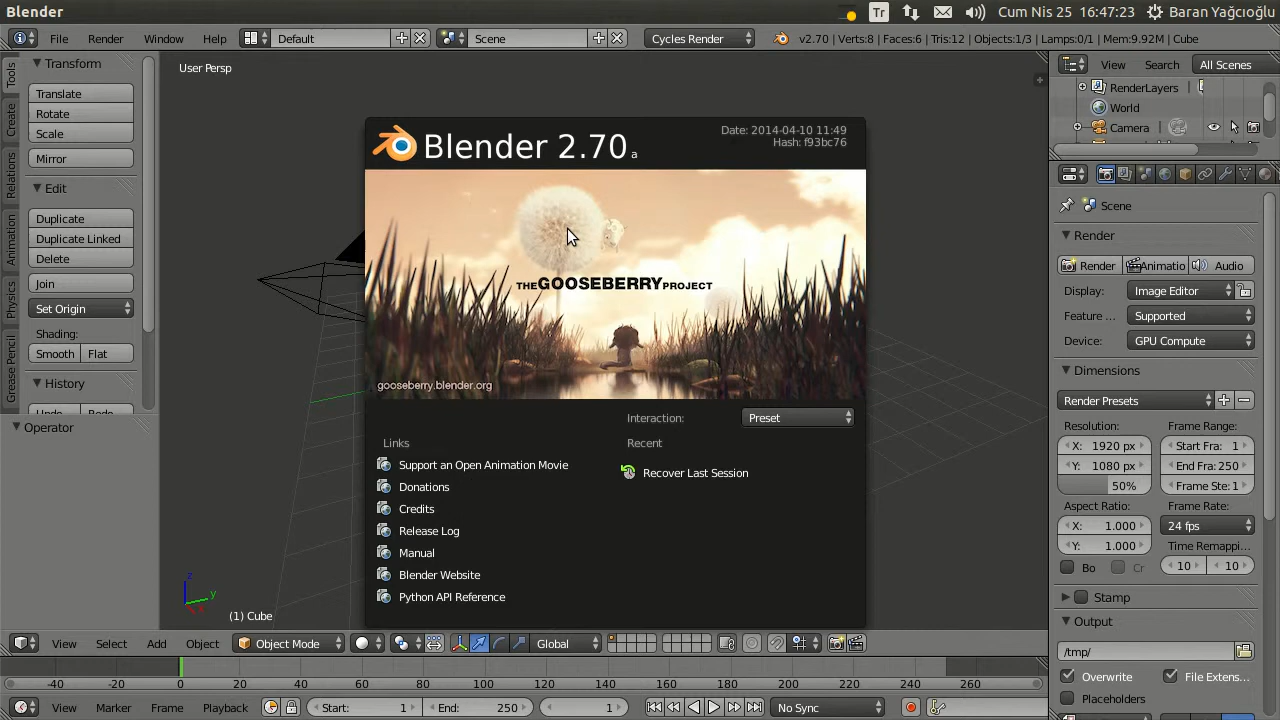 Blender
Tr
Cum Nis 25 16:47:23
Baran Yağcıoğlu
File
Render
Window
Help
Default
Scene
Cycles Render
v2.70 | Verts:8 | Faces:6 | Tris:12 | Objects:1/3 | Lamps:0/1 | Mem:9.92M | Cube
Tools
Create
Relations
Animation
Physics
Grease Pencil
Transform
Translate
Rotate
Scale
Mirror
Edit
Duplicate
Duplicate Linked
Delete
Join
Set Origin
Shading:
Smooth
Flat
History
Operator
User Persp
Blender 2.70 a
Date: 2014-04-10 11:49
Hash: f93bc76
THE GOOSEBERRY PROJECT
gooseberry.blender.org
Interaction:
Preset
Links
Recent
Support an Open Animation Movie
Recover Last Session
Donations
Credits
Release Log
Manual
Blender Website
Python API Reference
z
y
(1) Cube
View
Search
All Scenes
RenderLayers
World
Camera
Scene
Render
Render
Animatio
Audio
Display:
Image Editor
Feature ...
Supported
Device:
GPU Compute
Dimensions
Render Presets
Resolution:
Frame Range:
X: 1920 px
Start Fra: 1
Y: 1080 px
End Fra: 250
50%
Frame Ste: 1
Aspect Ratio:
Frame Rate:
X: 1.000
24 fps
Y: 1.000
Time Remappi...
Bo
Cr
10
10
Stamp
Output
/tmp/
Overwrite
File Extens...
Placeholders
View
Select
Add
Object
Object Mode
Global
-40 -20 0 20 40 60 80 100 120 140 160 180 200 220 240 260
View
Marker
Frame
Playback
Start: 1
End: 250
1
No Sync